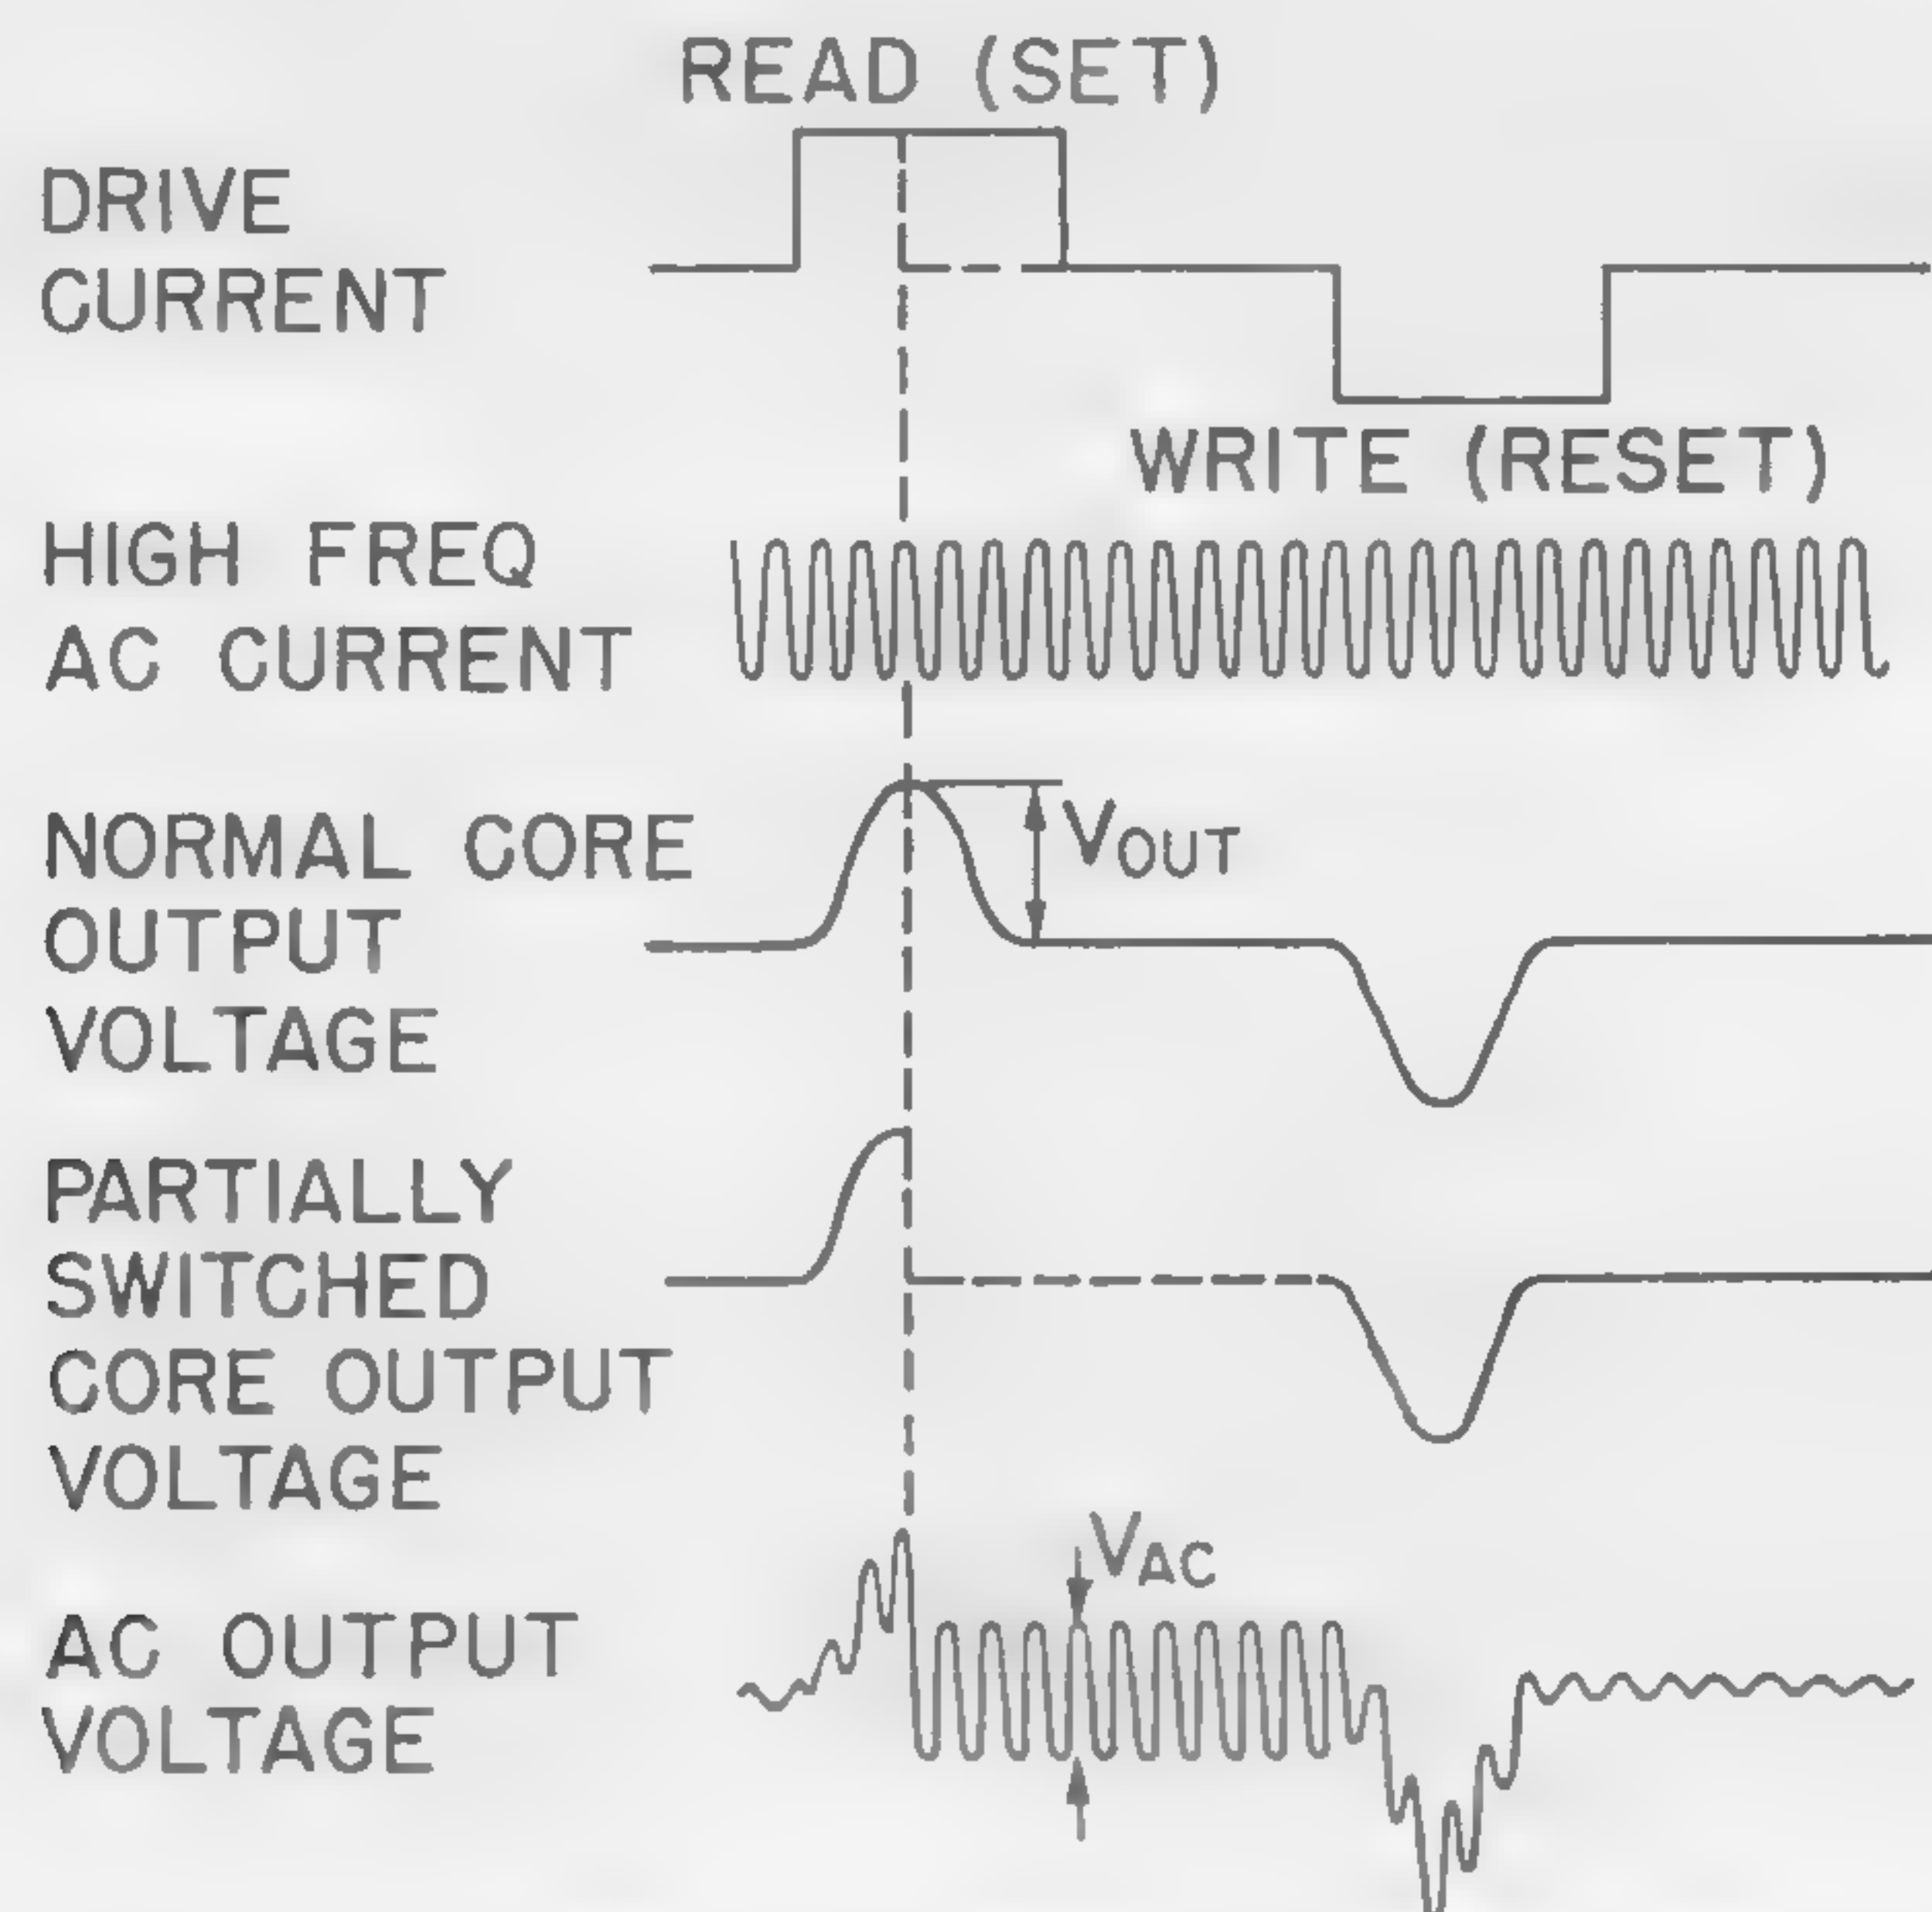 READ (SET)
DRIVE
CURRENT
WRITE (RESET)
HIGH FREQ
AC CURRENT
NORMAL CORE
OUTPUT
VOLTAGE
VOUT
PARTIALLY
SWITCHED
CORE OUTPUT
VOLTAGE
VAC
AC OUTPUT
VOLTAGE